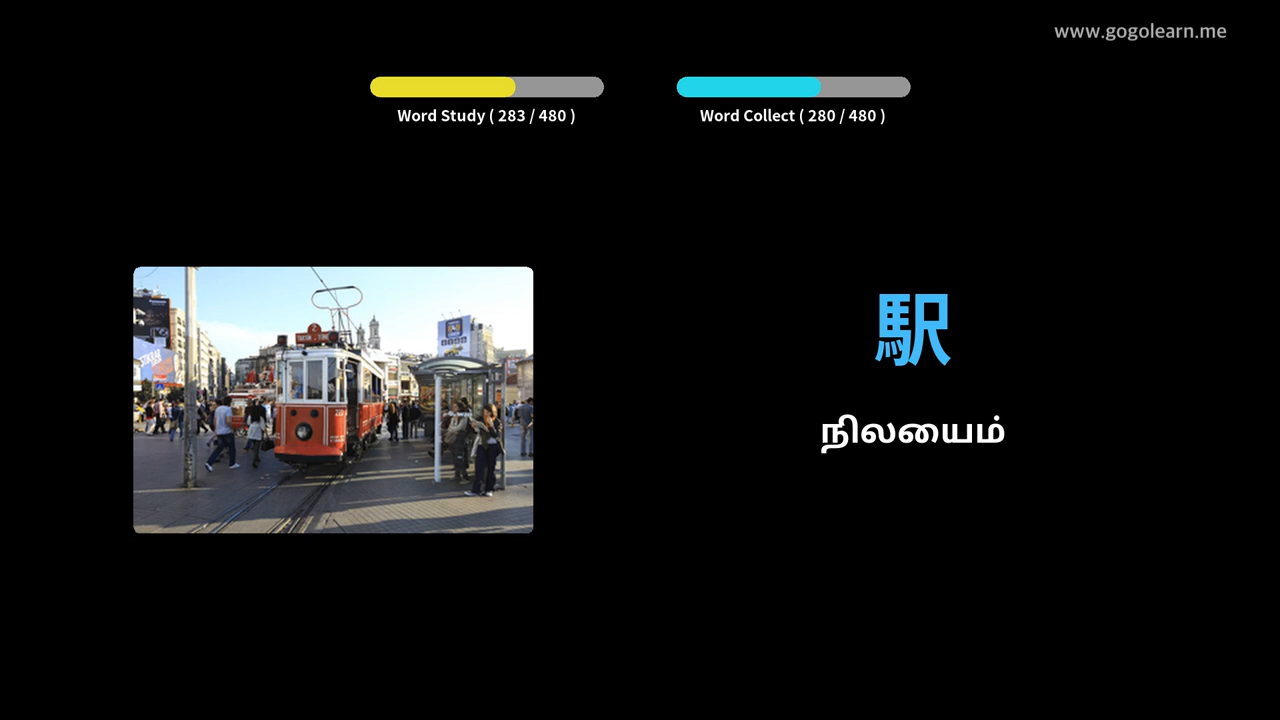 www.gogolearn.me
Word Study ( 283 / 480 )
Word Collect ( 280 / 480 )
駅
நிலையம்